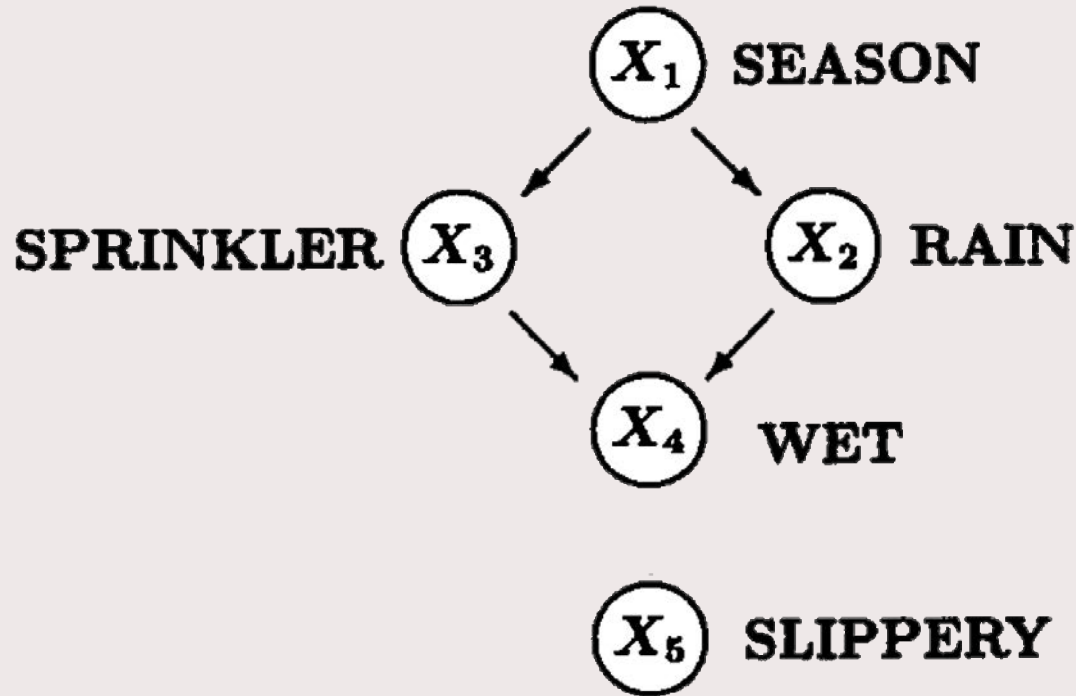 X₁ SEASON
SPRINKLER X₃ X₂ RAIN
X₄ WET
X₅ SLIPPERY